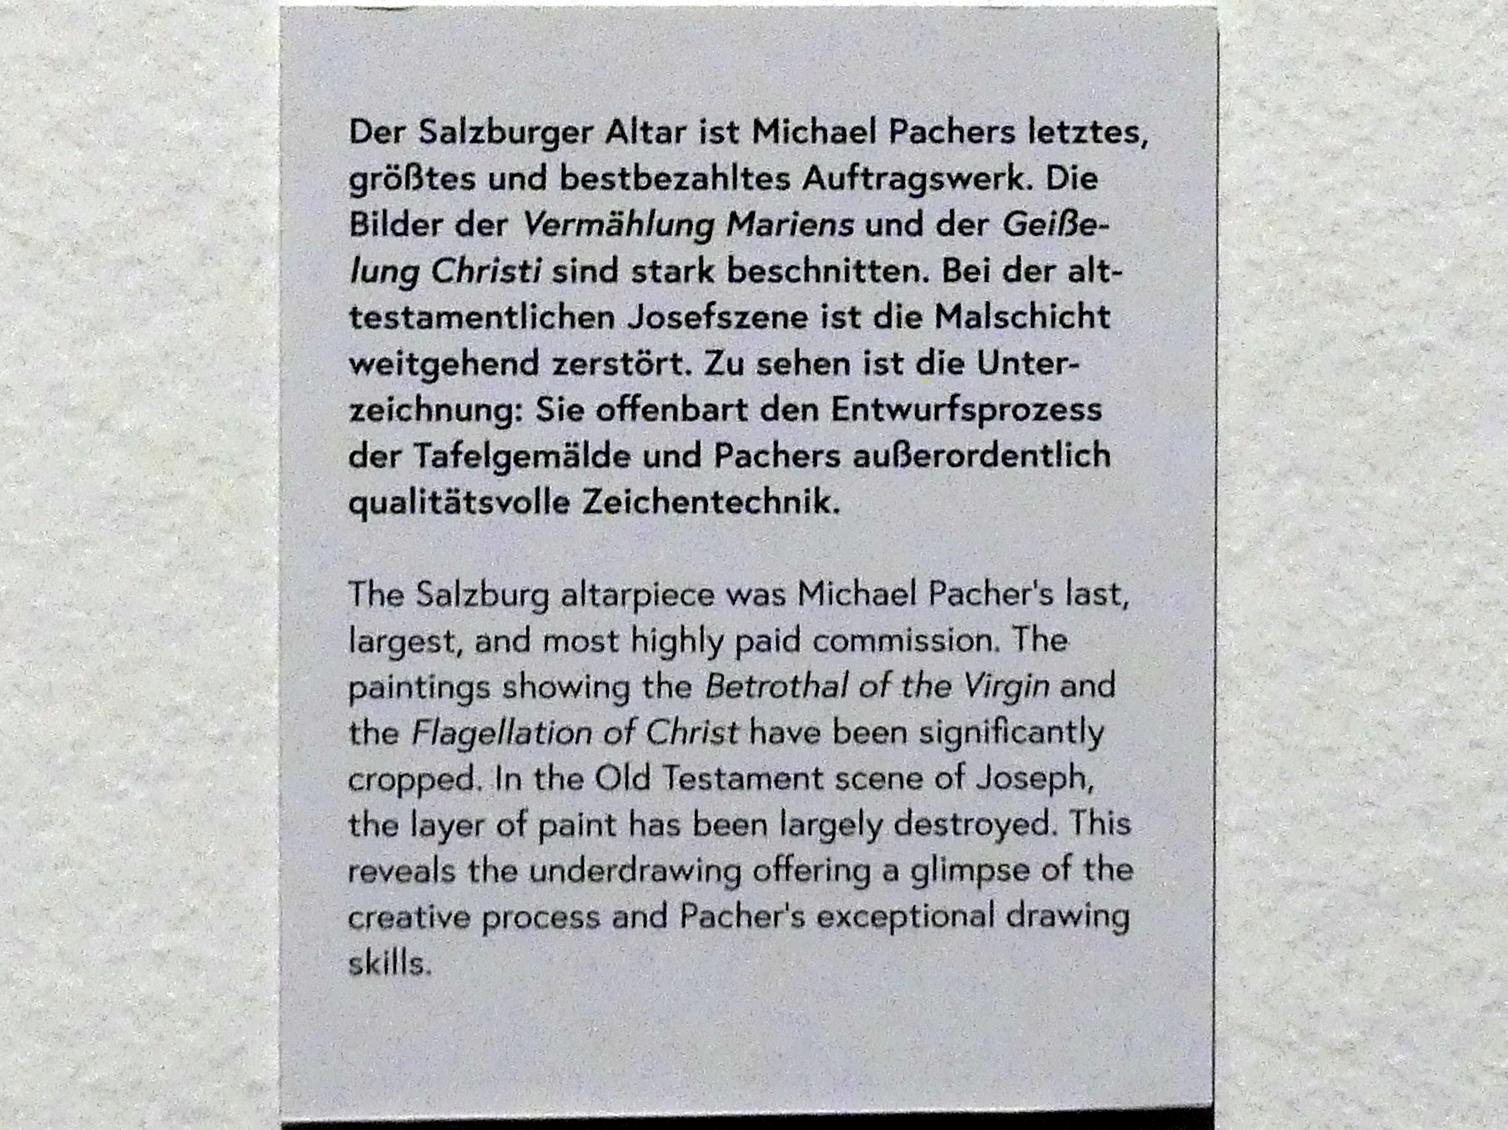 Der Salzburger Altar ist Michael Pachers letztes,
größtes und bestbezahltes Auftragswerk. Die
Bilder der Vermählung Mariens und der Geiße-
lung Christi sind stark beschnitten. Bei der alt-
testamentlichen Josefszene ist die Malschicht
weitgehend zerstört. Zu sehen ist die Unter-
zeichnung: Sie offenbart den Entwurfsprozess
der Tafelgemälde und Pachers außerordentlich
qualitätsvolle Zeichentechnik.
The Salzburg altarpiece was Michael Pacher's last,
largest, and most highly paid commission. The
paintings showing the Betrothal of the Virgin and
the Flagellation of Christ have been significantly
cropped. In the Old Testament scene of Joseph,
the layer of paint has been largely destroyed. This
reveals the underdrawing offering a glimpse of the
creative process and Pacher's exceptional drawing
skills.